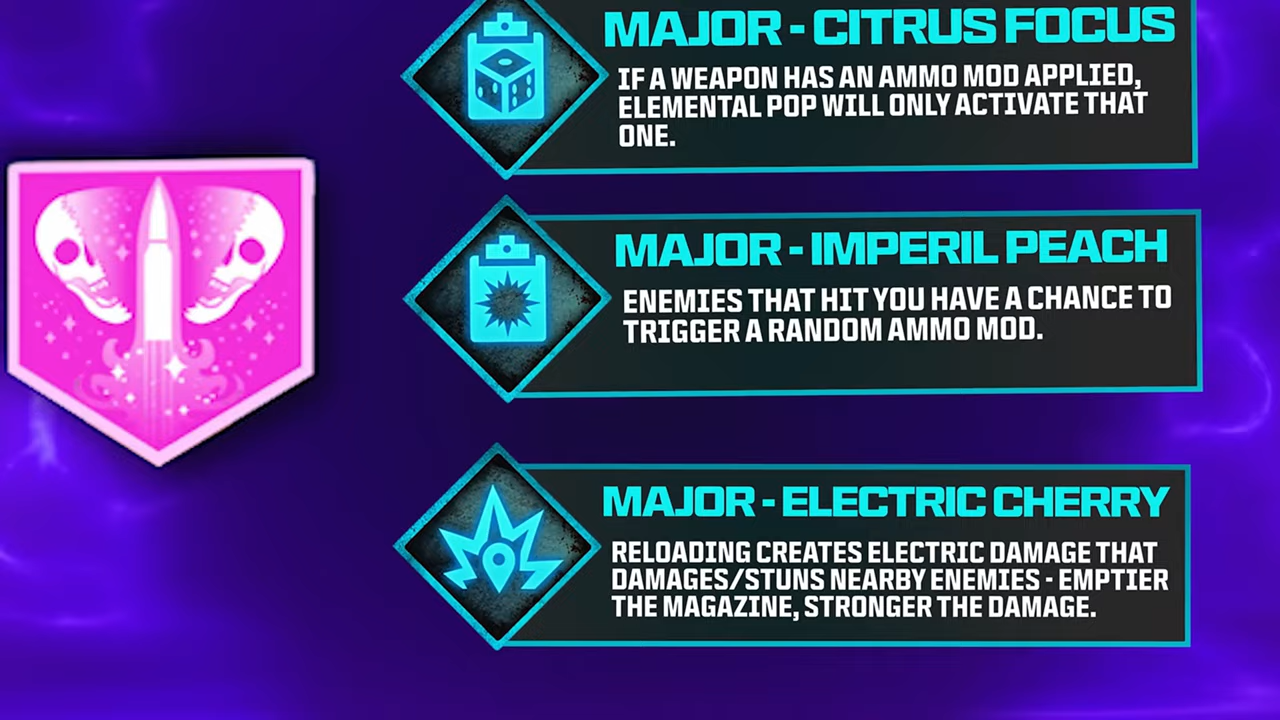 MAJOR - CITRUS FOCUS
IF A WEAPON HAS AN AMMO MOD APPLIED,
ELEMENTAL POP WILL ONLY ACTIVATE THAT
ONE.
MAJOR - IMPERIL PEACH
ENEMIES THAT HIT YOU HAVE A CHANCE TO
TRIGGER A RANDOM AMMO MOD.
MAJOR - ELECTRIC CHERRY
RELOADING CREATES ELECTRIC DAMAGE THAT
DAMAGES/STUNS NEARBY ENEMIES - EMPTIER
THE MAGAZINE, STRONGER THE DAMAGE.